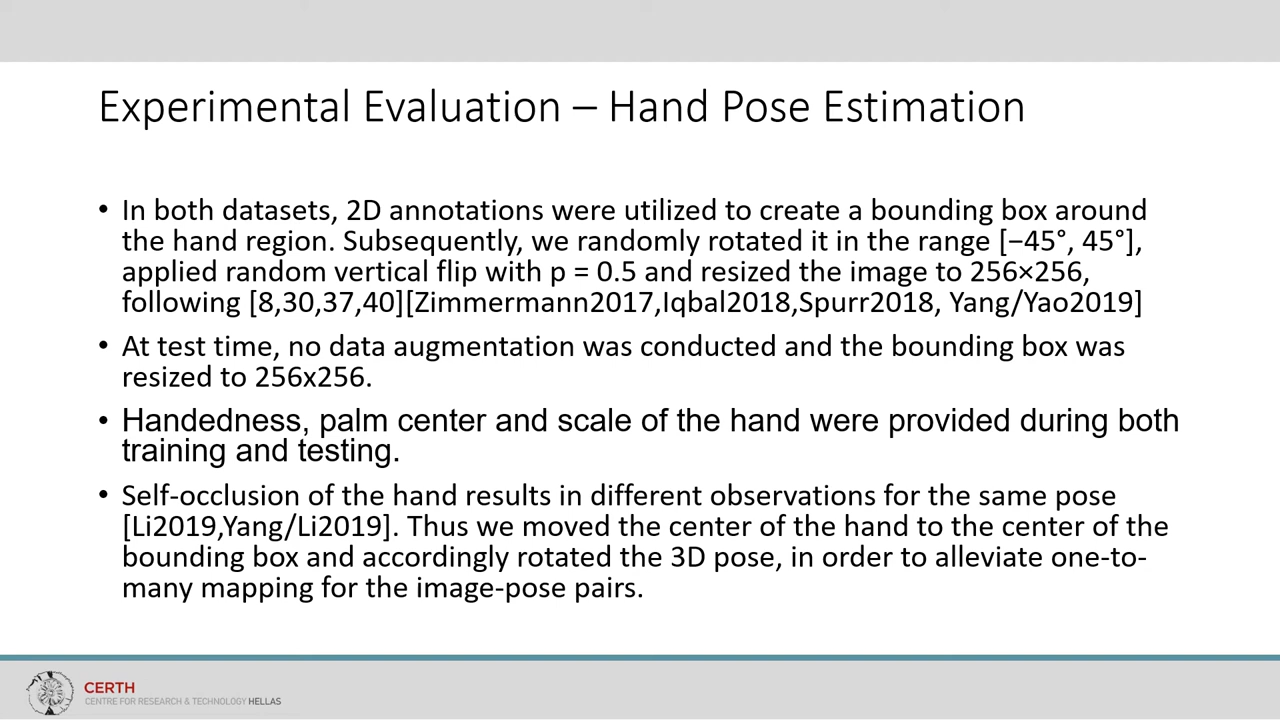 Experimental Evaluation – Hand Pose Estimation
• In both datasets, 2D annotations were utilized to create a bounding box around
the hand region. Subsequently, we randomly rotated it in the range [−45°, 45°],
applied random vertical flip with p = 0.5 and resized the image to 256×256,
following [8,30,37,40][Zimmermann2017,Iqbal2018,Spurr2018, Yang/Yao2019]
• At test time, no data augmentation was conducted and the bounding box was
resized to 256x256.
• Handedness, palm center and scale of the hand were provided during both
training and testing.
• Self-occlusion of the hand results in different observations for the same pose
[Li2019,Yang/Li2019]. Thus we moved the center of the hand to the center of the
bounding box and accordingly rotated the 3D pose, in order to alleviate one-to-
many mapping for the image-pose pairs.
CERTH
CENTRE FOR RESEARCH & TECHNOLOGY HELLAS